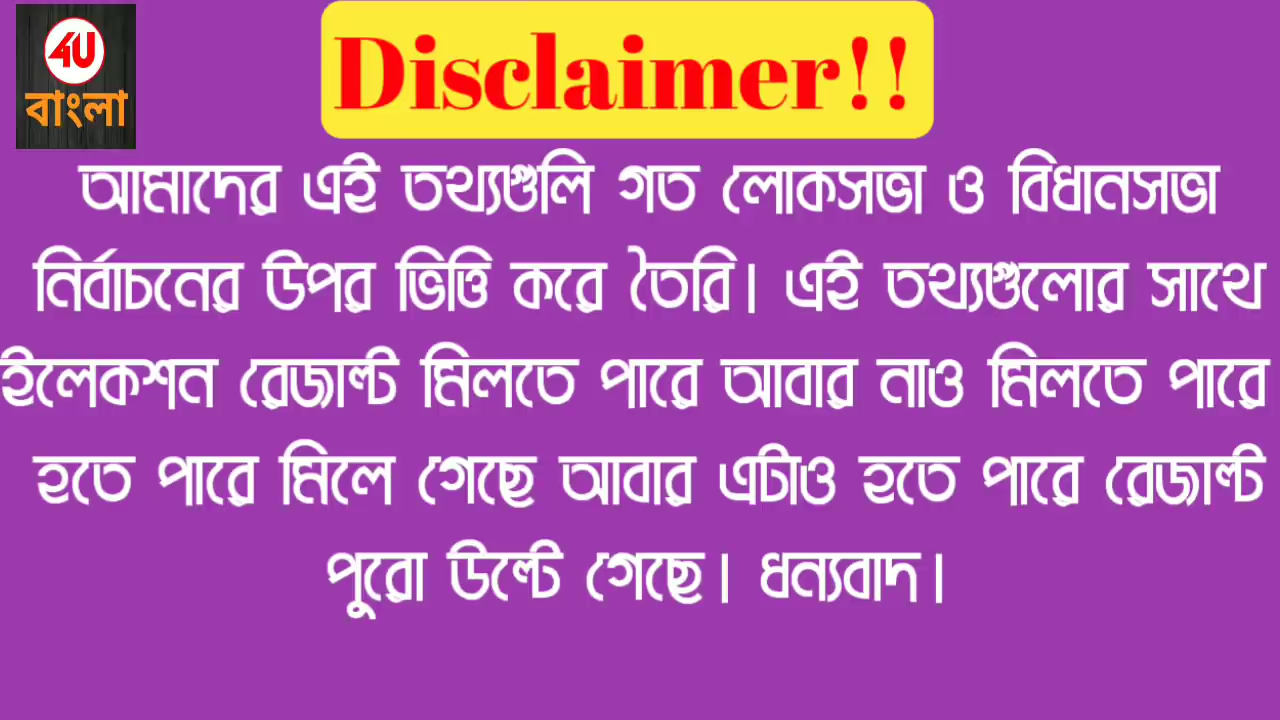 4U
বাংলা
Disclaimer!!
আমাদের এই তথ্যগুলি গত লোকসভা ও বিধানসভা
নির্বাচনের উপর ভিত্তি করে তৈরি। এই তথ্যগুলোর সাথে
ইলেকশন রেজাল্ট মিলতে পারে আবার নাও মিলতে পারে
হতে পারে মিলে গেছে আবার এটাও হতে পারে রেজাল্ট
পুরো উল্টে গেছে। ধন্যবাদ।